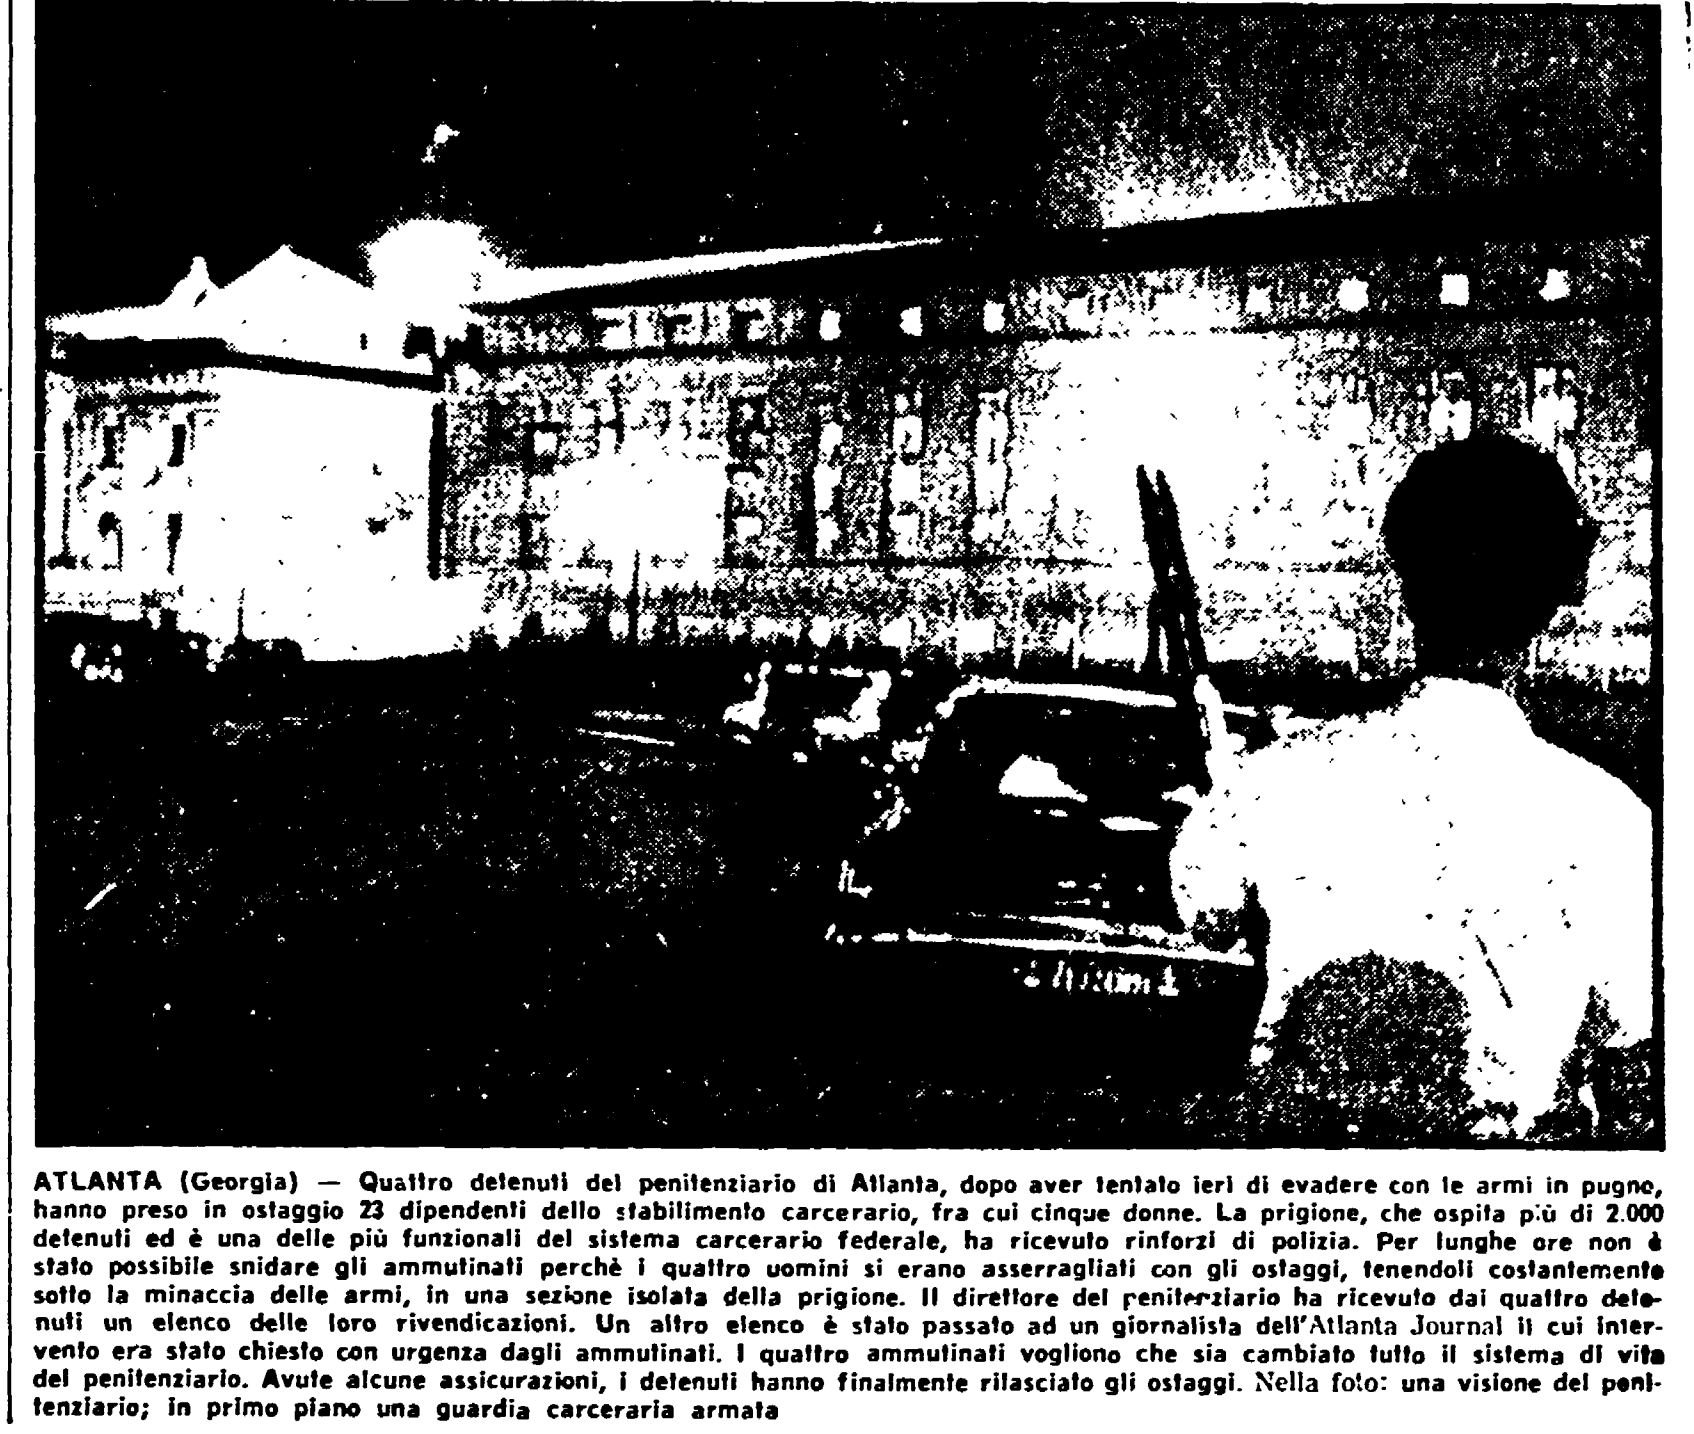 ATLANTA (Georgia) — Quattro detenuti del penitenziario di Atlanta, dopo aver tentato ieri di evadere con le armi in pugno,
hanno preso in ostaggio 23 dipendenti dello stabilimento carcerario, fra cui cinque donne. La prigione, che ospita più di 2.000
detenuti ed è una delle più funzionali del sistema carcerario federale, ha ricevuto rinforzi di polizia. Per lunghe ore non è
stato possibile snidare gli ammutinati perchè i quattro uomini si erano asserragliati con gli ostaggi, tenendoli costantemente
sotto la minaccia delle armi, in una sezione isolata della prigione. Il direttore del penitenziario ha ricevuto dai quattro dete-
nuti un elenco delle loro rivendicazioni. Un altro elenco è stato passato ad un giornalista dell'Atlanta Journal il cui inter-
vento era stato chiesto con urgenza dagli ammutinati. I quattro ammutinati vogliono che sia cambiato tutto il sistema di vita
del penitenziario. Avute alcune assicurazioni, i detenuti hanno finalmente rilasciato gli ostaggi. Nella foto: una visione del peni-
tenziario; in primo piano una guardia carceraria armata